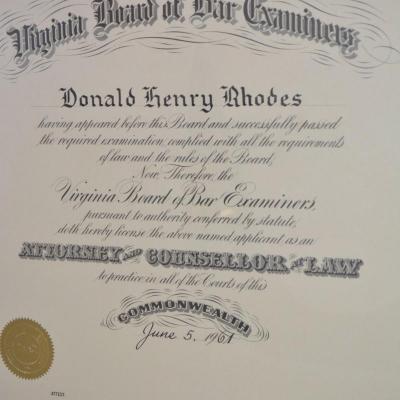 Virginia Board of Bar Examiners
Donald Henry Rhodes
having appeared before this Board and successfully passed
the required examination, complied with all the requirements
of law and the rules of the Board,
Now, Therefore, the
Virginia Board of Bar Examiners,
pursuant to authority conferred by statute,
doth hereby license the above named applicant as an
ATTORNEY AND COUNSELLOR AT LAW
to practice in all of the Courts of this
COMMONWEALTH
June 5, 1961